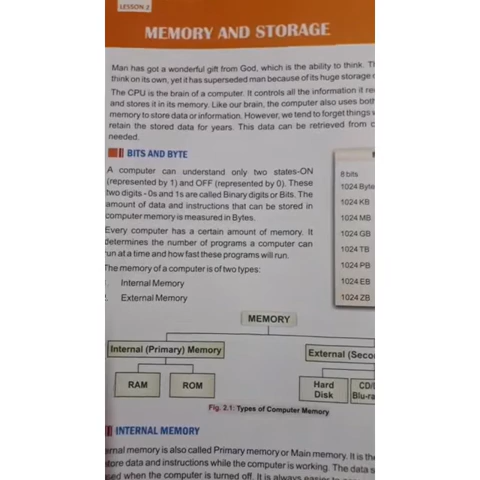 LESSON 2
MEMORY AND STORAGE
Man has got a wonderful gift from God, which is the ability to think.
think on its own, yet it has superseded man because of its huge storage
The CPU is the brain of a computer. It controls all the information it
and stores it in its memory. Like our brain, the computer also uses both
memory to store data or information. However, we tend to forget things
retain the stored data for years. This data can be retrieved from
needed.
BITS AND BYTE
A computer can understand only two states-ON
(represented by 1) and OFF (represented by 0). These
two digits - 0s and 1s are called Binary digits or Bits. The
amount of data and instructions that can be stored in
computer memory is measured in Bytes.
Every computer has a certain amount of memory. It
determines the number of programs a computer can
run at a time and how fast these programs will run.
The memory of a computer is of two types:
Internal Memory
2. External Memory
8 bits
1024 Byte
1024 KB
1024 MB
1024 GB
1024 TB
1024 PB
1024 EB
1024 ZB
MEMORY
Internal (Primary) Memory
External (Seco
RAM
ROM
Hard
Disk
CD/
Blu-ra
Fig. 2.1: Types of Computer Memory
INTERNAL MEMORY
ernal memory is also called Primary memory or Main memory. It is the
tore data and instructions while the computer is working. The data s
sed when the computer is turned off. It is always easier to